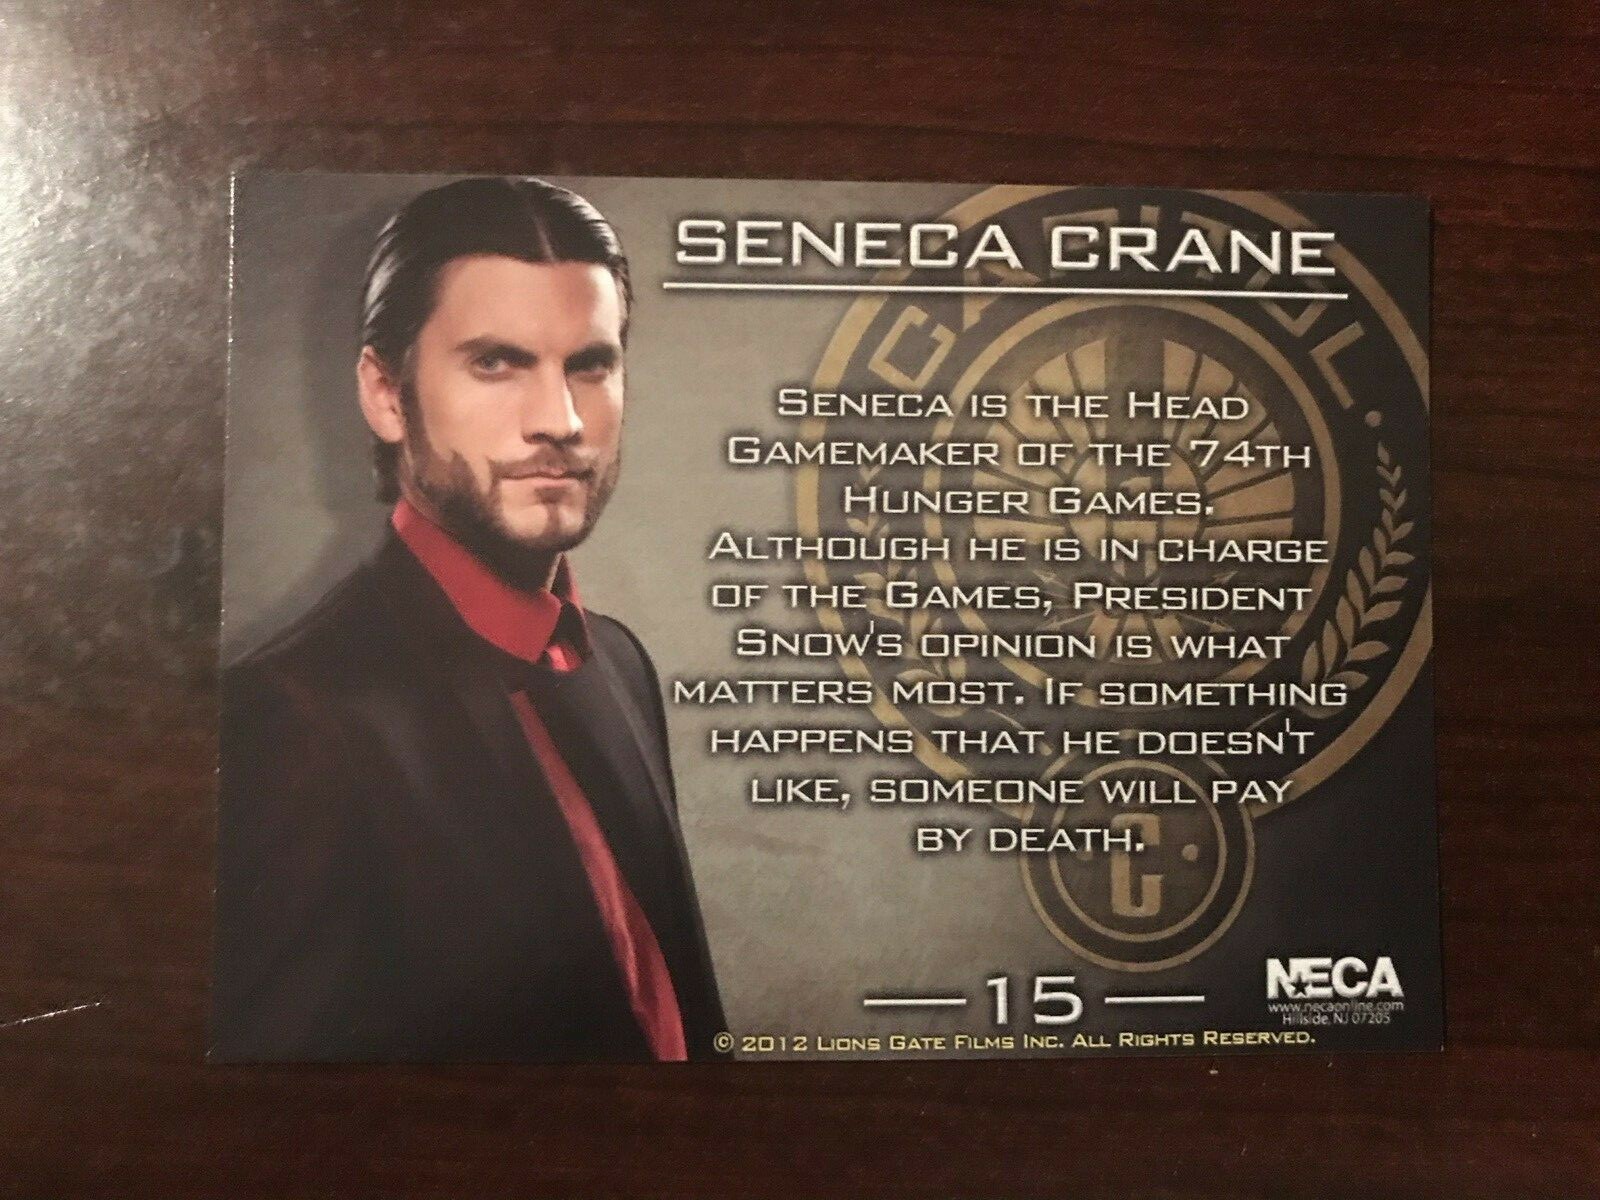 SENECA CRANE
CAPITOL
SENECA IS THE HEAD
GAMEMAKER OF THE 74TH
HUNGER GAMES.
ALTHOUGH HE IS IN CHARGE
OF THE GAMES, PRESIDENT
SNOW'S OPINION IS WHAT
MATTERS MOST. IF SOMETHING
HAPPENS THAT HE DOESN'T
LIKE, SOMEONE WILL PAY
BY DEATH.
C
15
NECA
www.necaonline.com
Hillside, NJ 07205
© 2012 LIONS GATE FILMS INC. ALL RIGHTS RESERVED.